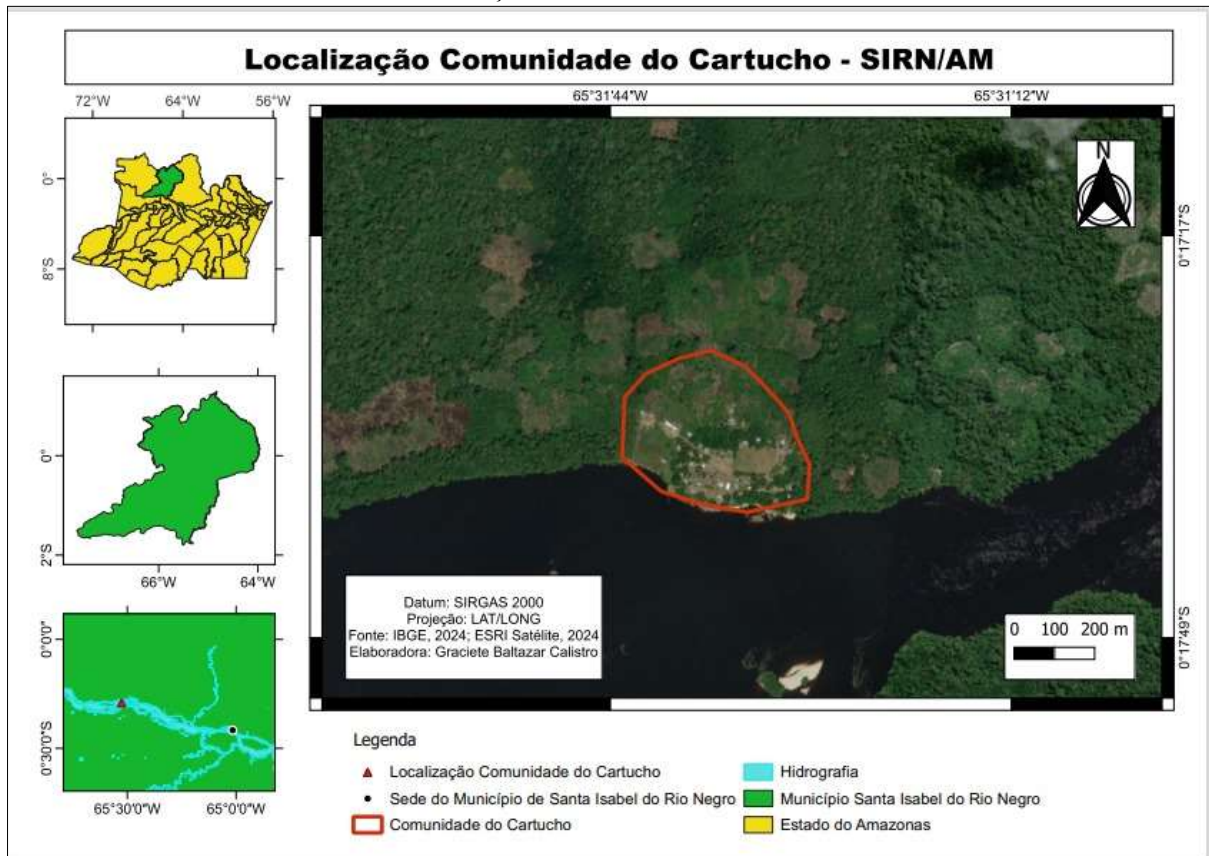 Localização Comunidade do Cartucho - SIRN/AM
72°W 64°W 56°W
0°
8°S
0°
2°S
66°W 64°W
0°0'0"
0°30'0"S
65°30'0"W 65°0'0"W
65°31'44"W 65°31'12"W
N
0°17'17"S
0°17'49"S
Datum: SIRGAS 2000
Projeção: LAT/LONG
Fonte: IBGE, 2024; ESRI Satélite, 2024
Elaboradora: Graciete Baltazar Calistro
0 100 200 m
Legenda
Localização Comunidade do Cartucho
Sede do Município de Santa Isabel do Rio Negro
Comunidade do Cartucho
Hidrografia
Município Santa Isabel do Rio Negro
Estado do Amazonas